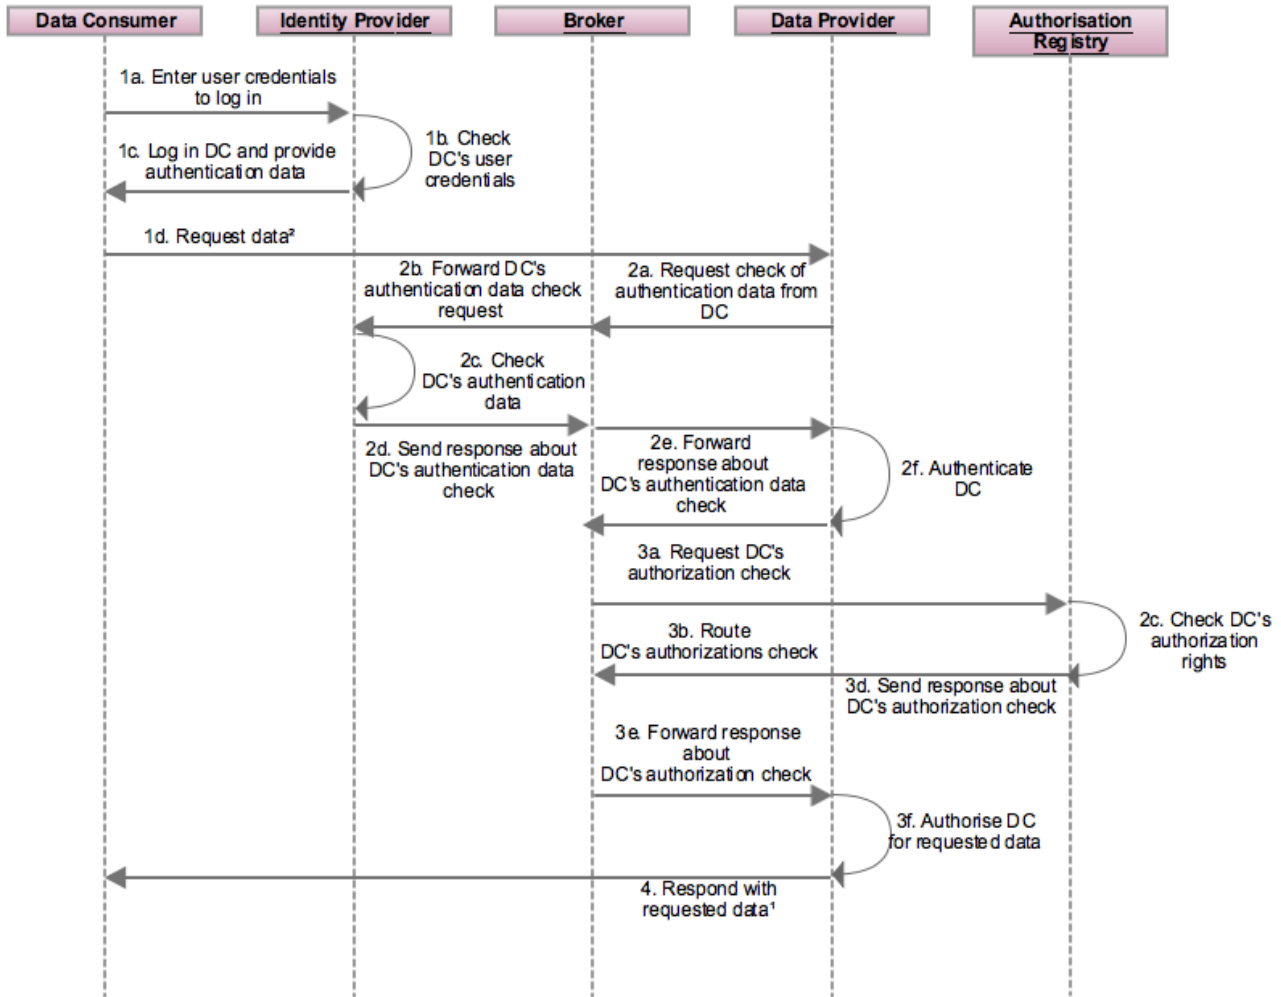 Data Consumer
Identity Provider
Broker
Data Provider
Authorisation
Registry
1a. Enter user credentials
to log in
1b. Check
DC's user
credentials
1c. Log in DC and provide
authentication data
1d. Request data²
2b. Forward DC's
authentication data check
request
2a. Request check of
authentication data from
DC
2c. Check
DC's authentication
data
2d. Send response about
DC's authentication data
check
2e. Forward
response about
DC's authentication data
check
2f. Authenticate
DC
3a. Request DC's
authorization check
3b. Route
DC's authorizations check
2c. Check DC's
authorization
rights
3d. Send response about
DC's authorization check
3e. Forward response
about
DC's authorization check
3f. Authorise DC
for requested data
4. Respond with
requested data¹